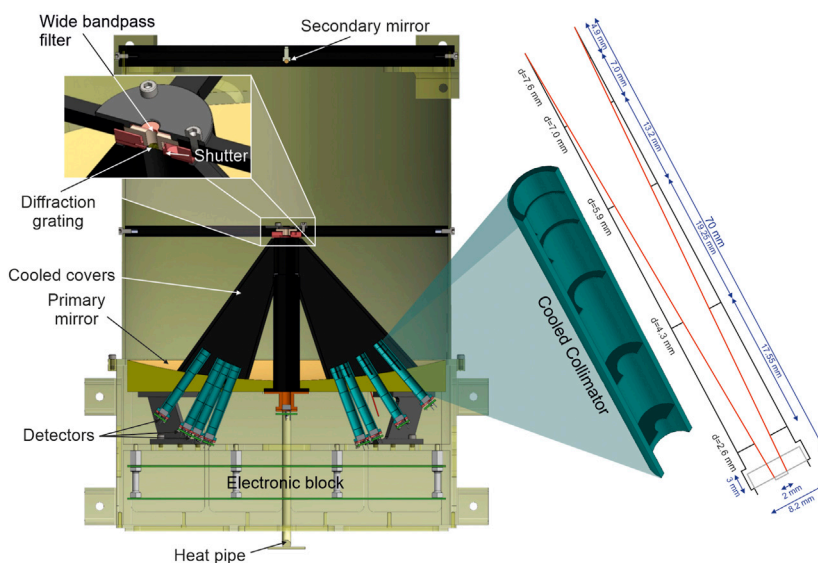 Wide bandpass
filter
Secondary mirror
Shutter
Diffraction
grating
Cooled covers
Primary
mirror
Detectors
Electronic block
Heat pipe
Cooled Collimator
d=7.6 mm
d=7.0 mm
d=5.9 mm
d=4.3 mm
d=2.6 mm
4.9 mm
7.0 mm
13.2 mm
70 mm
19.25 mm
17.55 mm
3 mm
2 mm
8.2 mm